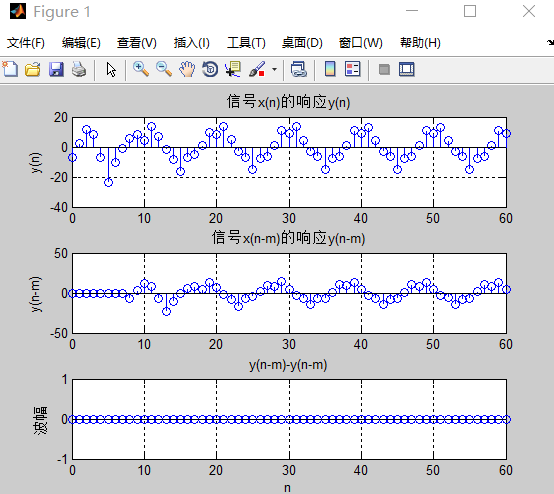 Figure 1
文件(F) 编辑(E) 查看(V) 插入(I) 工具(T) 桌面(D) 窗口(W) 帮助(H)
信号x(n)的响应y(n)
20
0
-20
-40
y(n)
0 10 20 30 40 50 60
n
信号x(n-m)的响应y(n-m)
50
0
-50
y(n-m)
0 10 20 30 40 50 60
y(n-m)-y(n-m)
1
0
-1
波幅
0 10 20 30 40 50 60
n